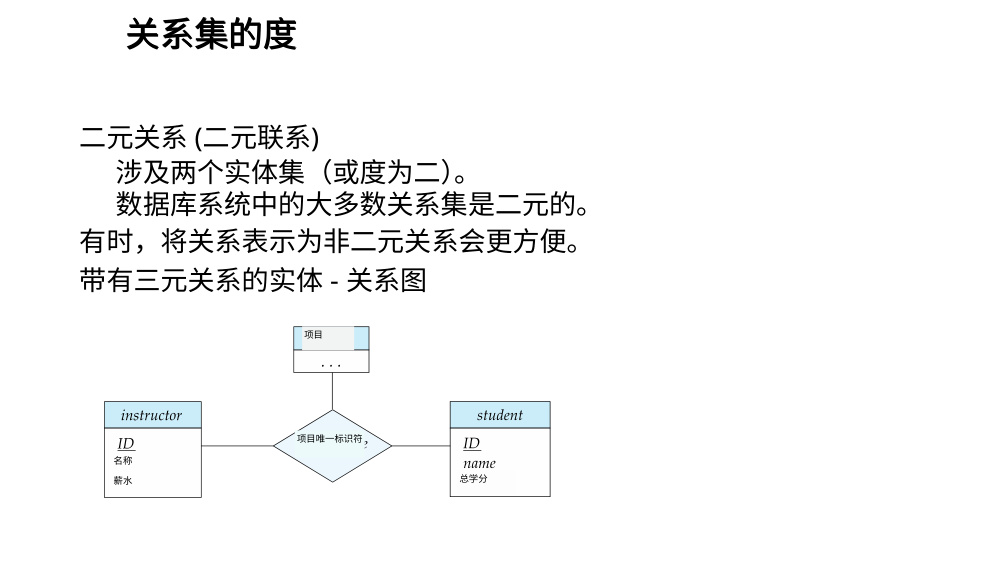 关系集的度
二元关系 (二元联系)
涉及两个实体集（或度为二）。
数据库系统中的大多数关系集是二元的。
有时，将关系表示为非二元关系会更方便。
带有三元关系的实体 - 关系图
项目
. . .
instructor
ID
名称
薪水
项目唯一标识符
student
ID
name
总学分